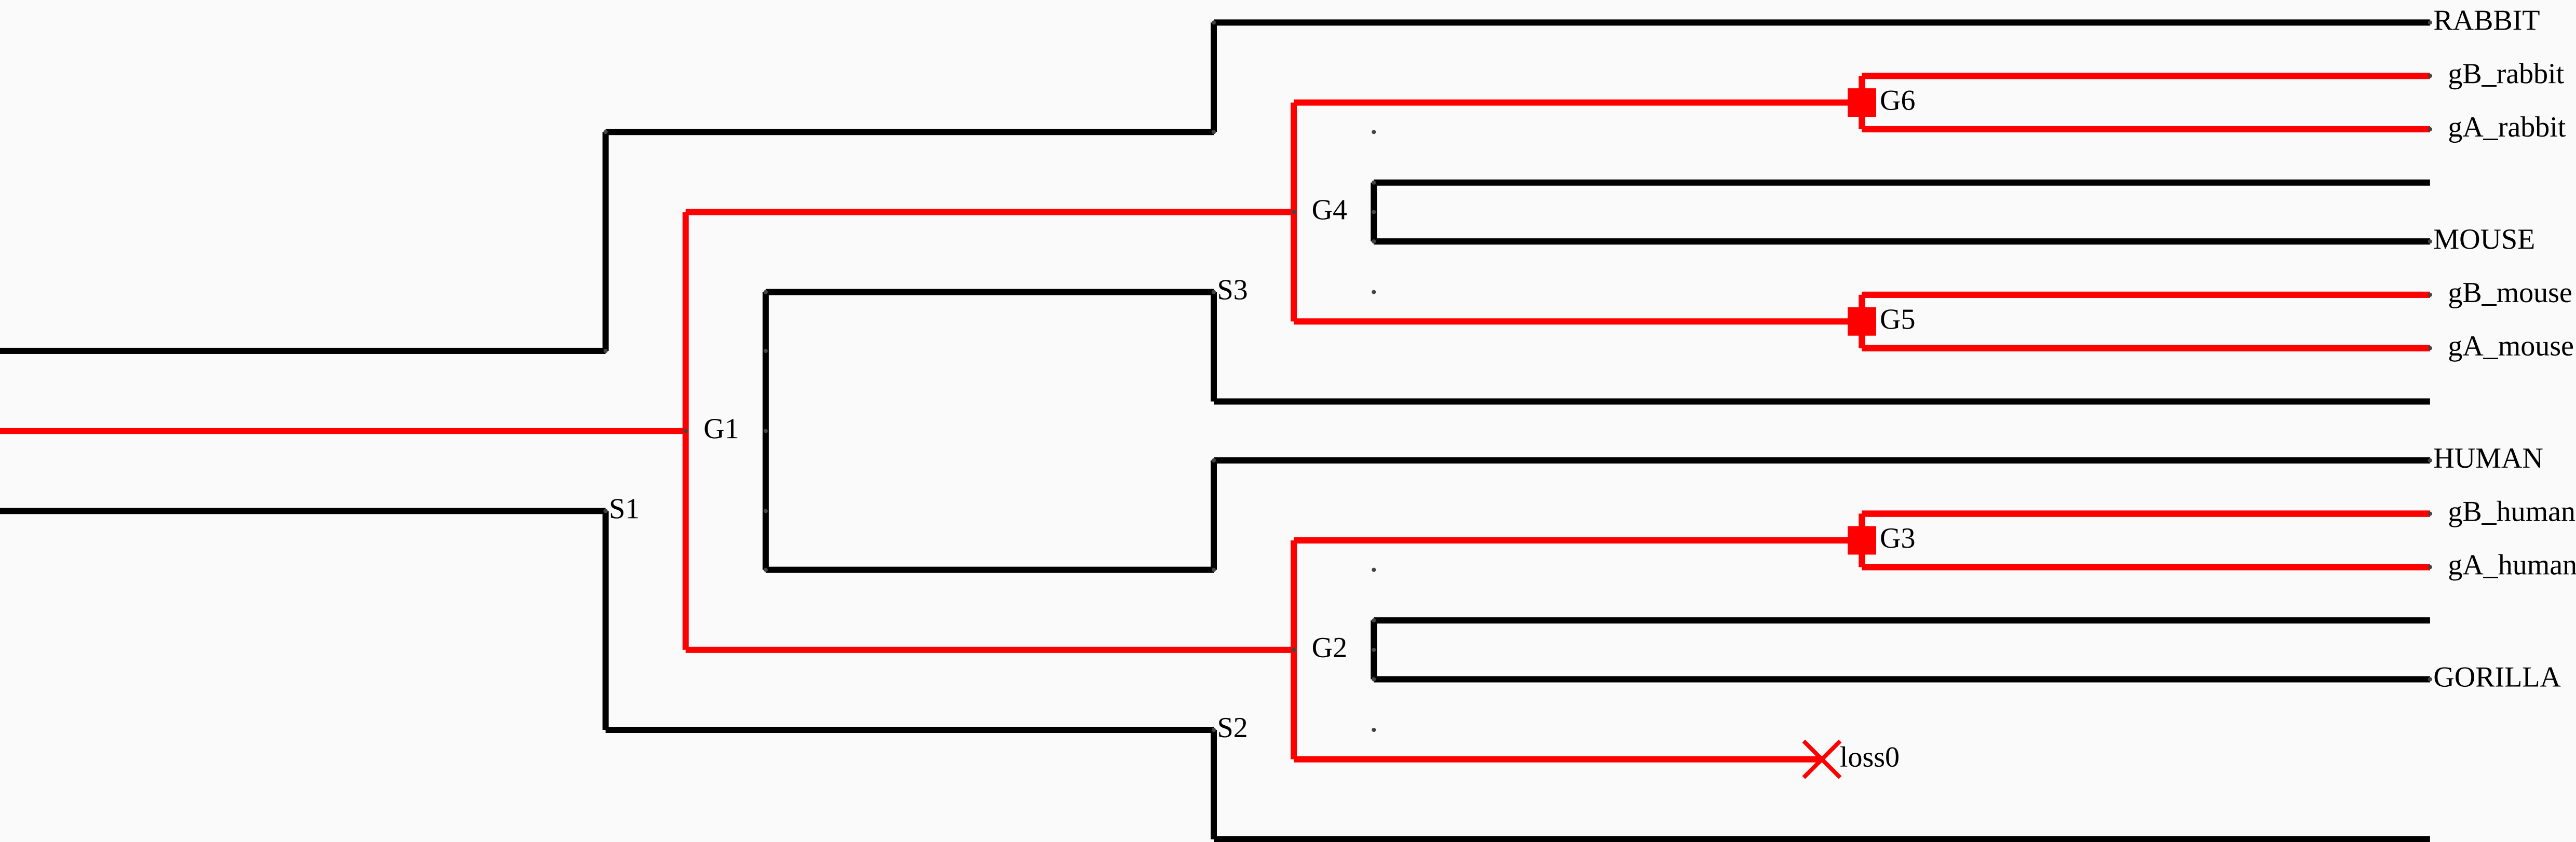 RABBIT
gB_rabbit
G6
gA_rabbit
G4
MOUSE
S3
gB_mouse
G5
gA_mouse
G1
HUMAN
S1
gB_human
G3
gA_human
G2
GORILLA
S2
loss0